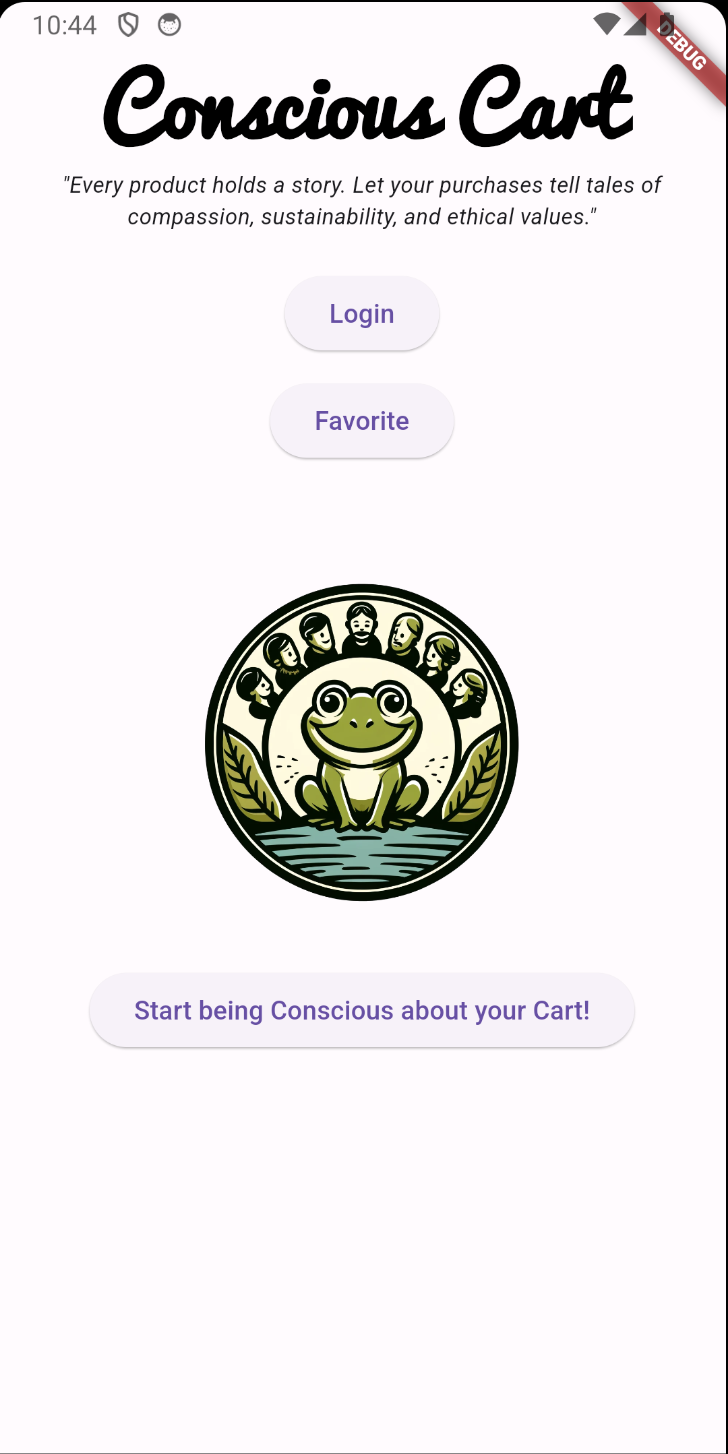 10:44
DEBUG
Conscious Cart
"Every product holds a story. Let your purchases tell tales of
compassion, sustainability, and ethical values."
Login
Favorite
Start being Conscious about your Cart!